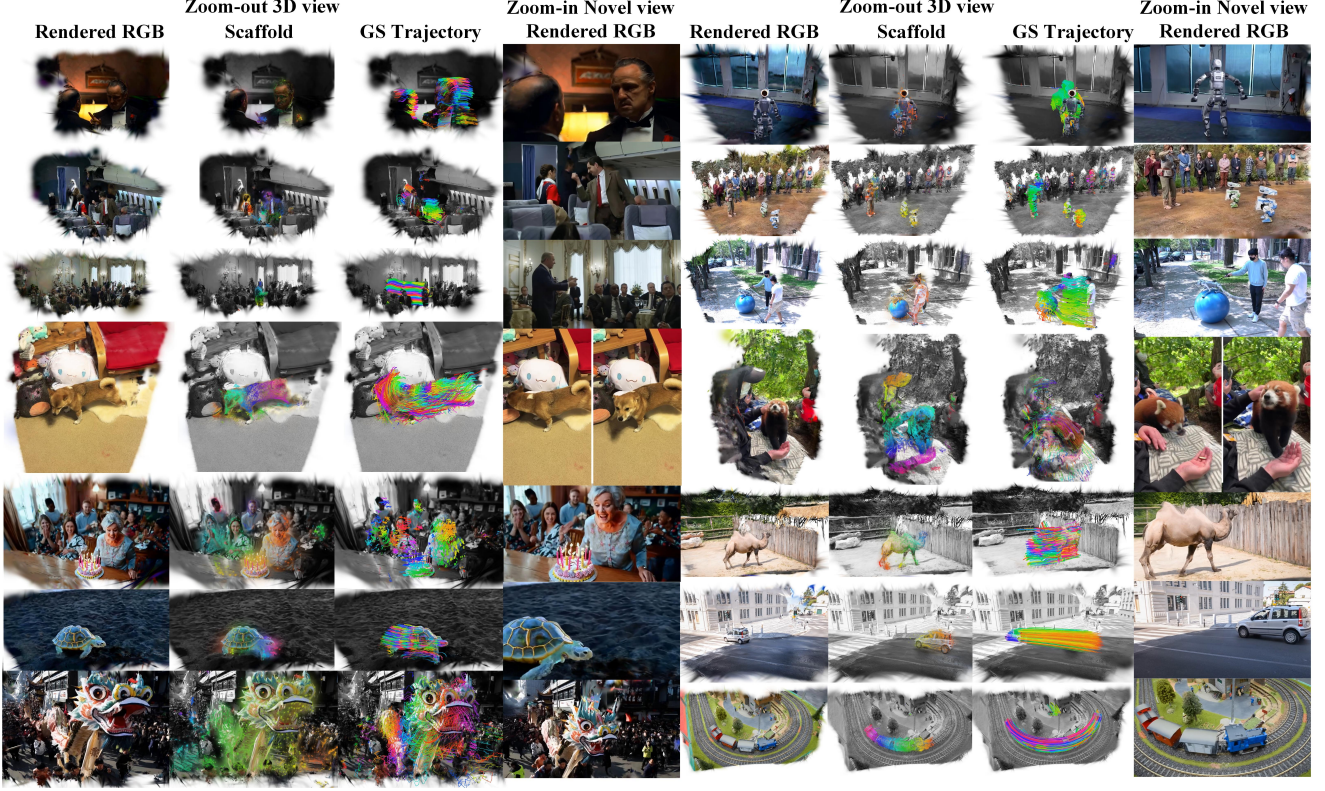 Zoom-out 3D view
Zoom-in Novel view
Zoom-out 3D view
Zoom-in Novel view
Rendered RGB
Scaffold
GS Trajectory
Rendered RGB
Rendered RGB
Scaffold
GS Trajectory
Rendered RGB